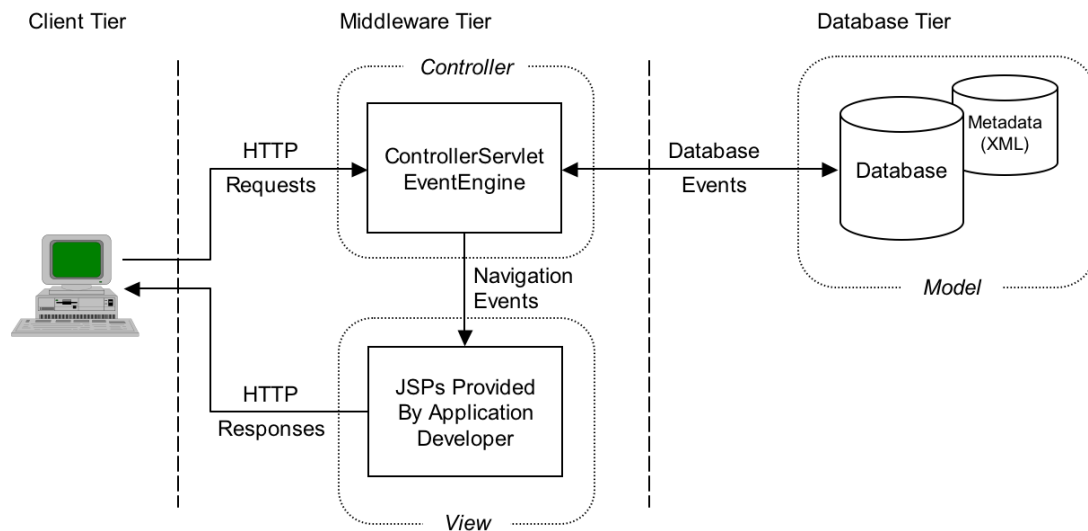 Client Tier
Middleware Tier
Database Tier
Controller
ControllerServlet
EventEngine
HTTP
Requests
Database
Events
Database
Metadata
(XML)
Model
Navigation
Events
JSPs Provided
By Application
Developer
HTTP
Responses
View